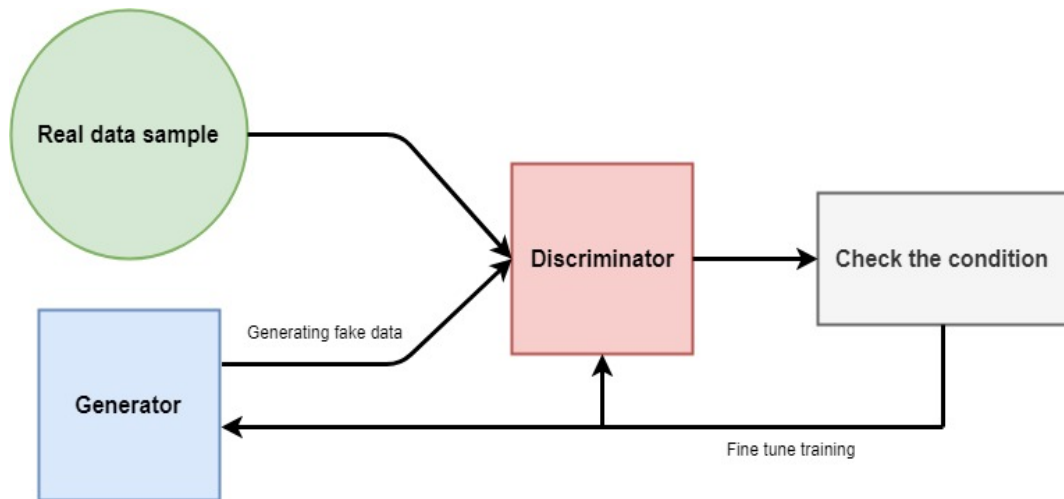 Real data sample
Discriminator
Check the condition
Generating fake data
Generator
Fine tune training